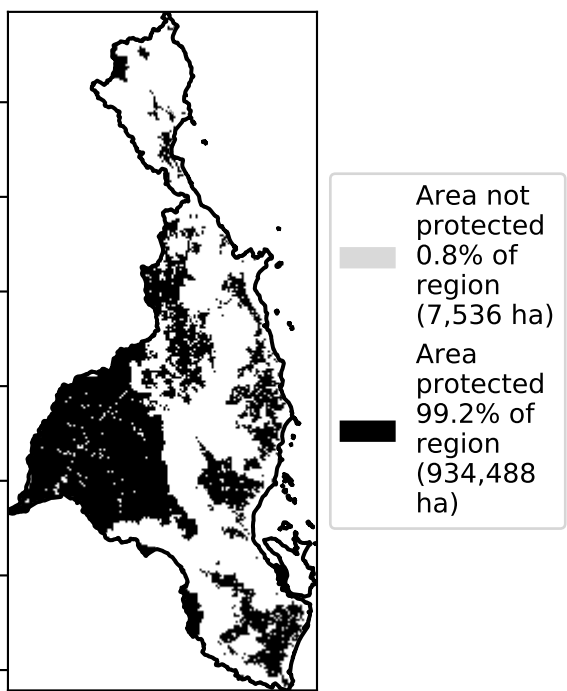 Area not
protected
0.8% of
region
(7,536 ha)
Area
protected
99.2% of
region
(934,488
ha)